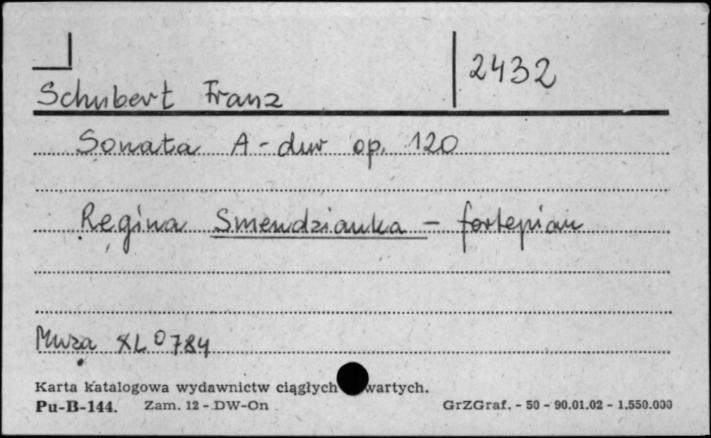 2432
Schubert Franz
Sonata A-dur op. 120
Regina Smendzianka - fortepian
Muza XL 0784
Karta katalogowa wydawnictw ciągłych wartych.
Pu-B-144. Zam. 12 - DW-On GrZGraf. - 50 - 90.01.02 - 1.550.000